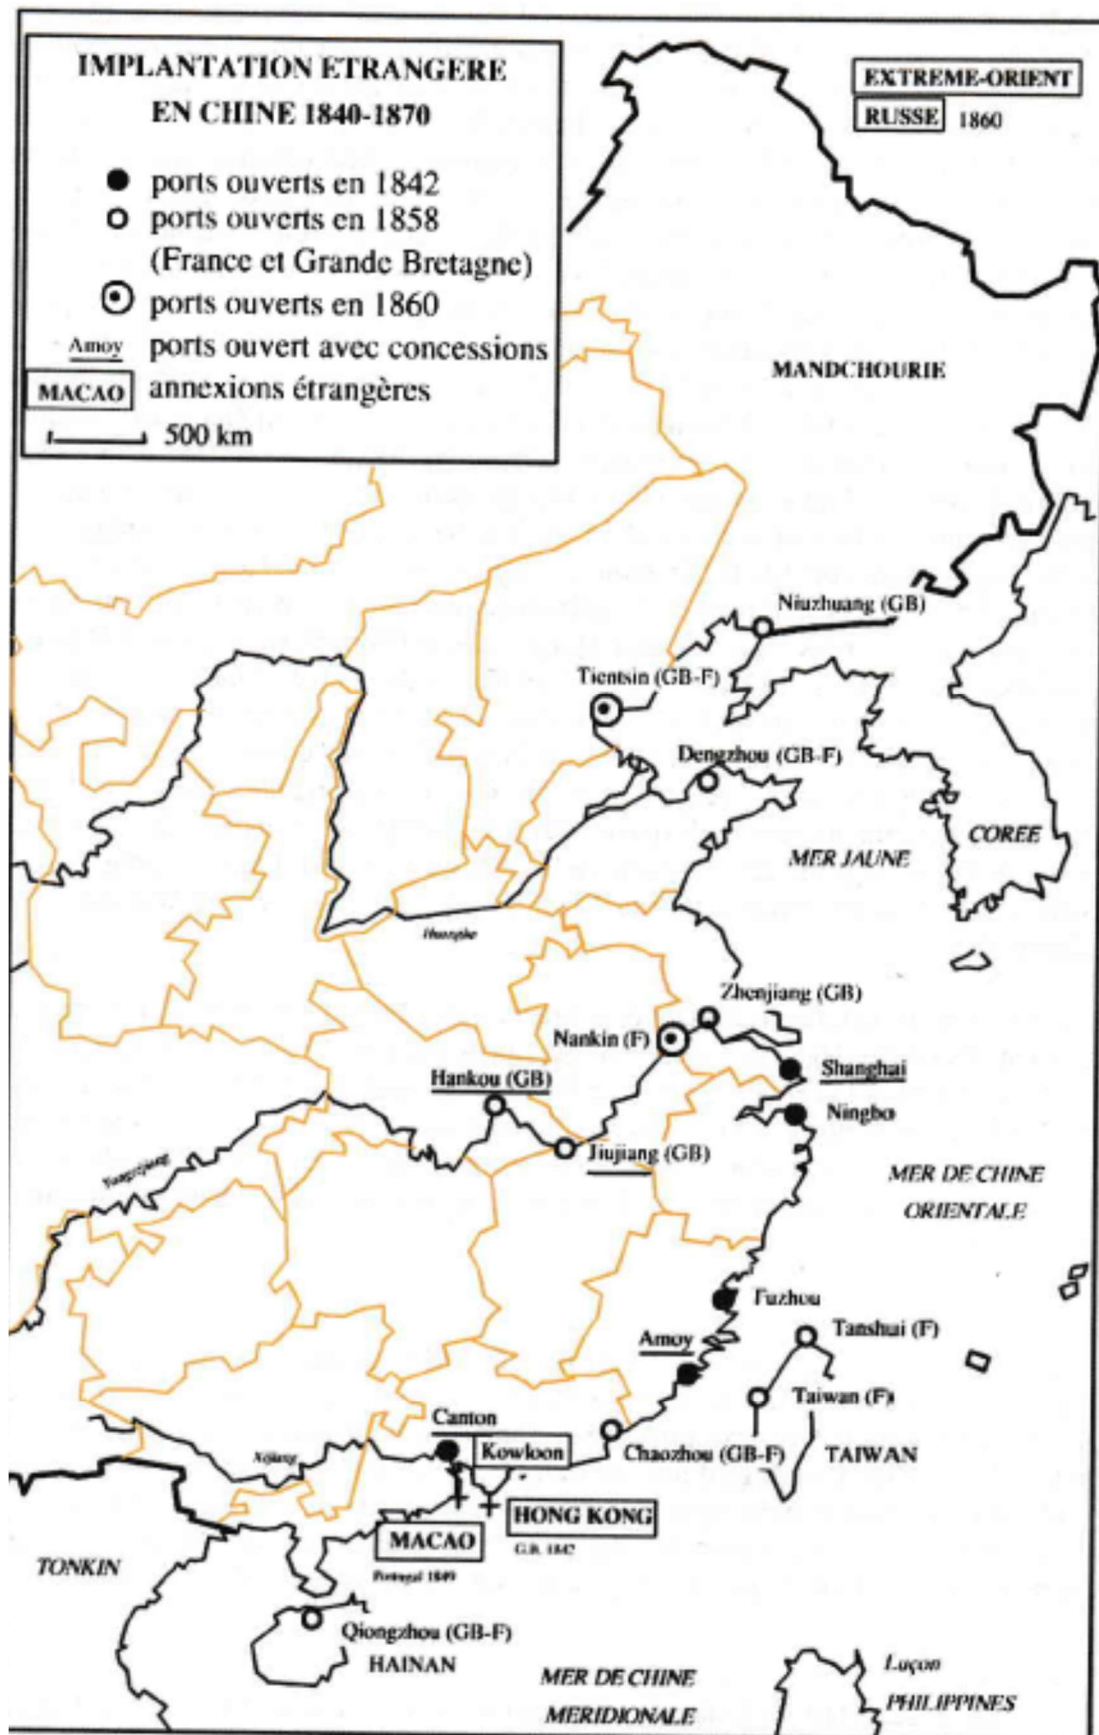 IMPLANTATION ETRANGERE
EN CHINE 1840-1870
ports ouverts en 1842
ports ouverts en 1858
(France et Grande Bretagne)
ports ouverts en 1860
Amoy ports ouvert avec concessions
MACAO annexions étrangères
500 km
EXTREME-ORIENT
RUSSE 1860
MANDCHOURIE
Niuzhuang (GB)
Tientsin (GB-F)
Dengzhou (GB-F)
COREE
MER JAUNE
Zhenjiang (GB)
Nankin (F)
Shanghai
Hankou (GB)
Ningbo
Jiujiang (GB)
MER DE CHINE
ORIENTALE
Fuzhou
Tanshui (F)
Amoy
Taiwan (F)
Canton
Kowloon
Chaozhou (GB-F)
TAIWAN
Xijiang
HONG KONG
G.B. 1842
MACAO
Portugal 1849
TONKIN
Qiongzhou (GB-F)
HAINAN
MER DE CHINE
MERIDIONALE
Luçon
PHILIPPINES